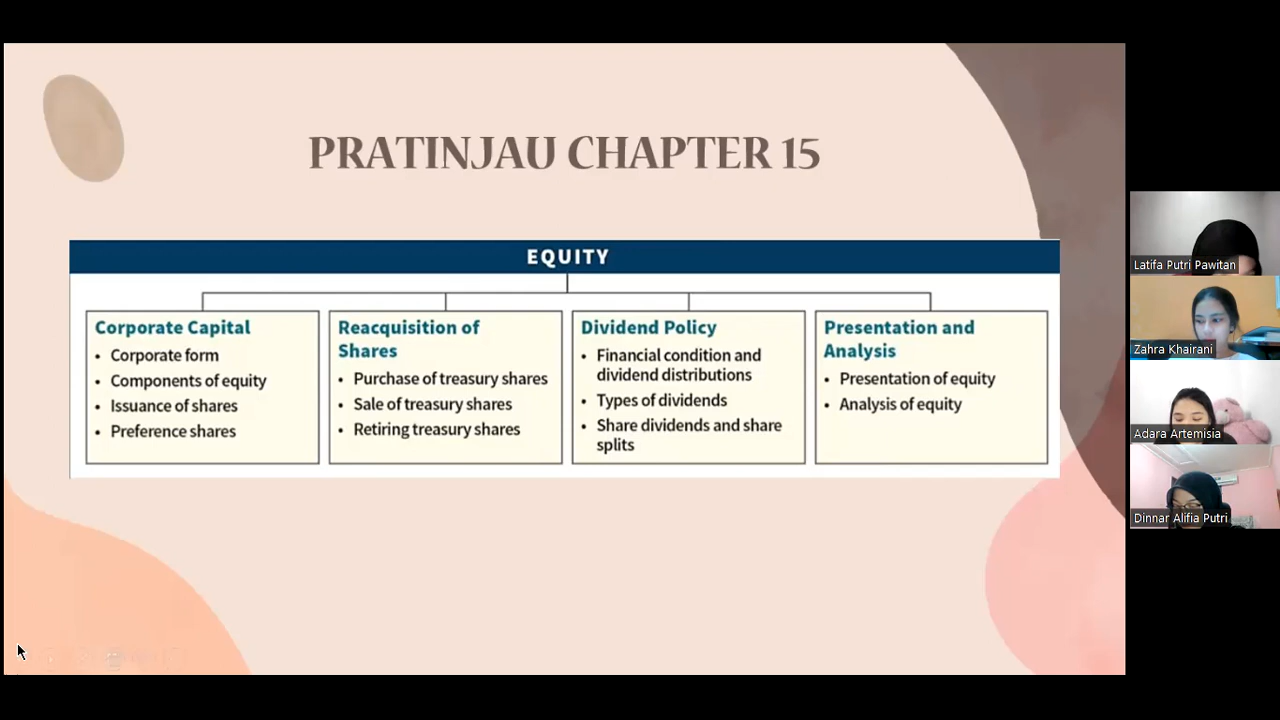 PRATINJAU CHAPTER 15
EQUITY
Corporate Capital
• Corporate form
• Components of equity
• Issuance of shares
• Preference shares
Reacquisition of
Shares
• Purchase of treasury shares
• Sale of treasury shares
• Retiring treasury shares
Dividend Policy
• Financial condition and
dividend distributions
• Types of dividends
• Share dividends and share
splits
Presentation and
Analysis
• Presentation of equity
• Analysis of equity
Latifa Putri Pawitan
Zahra Khairani
Adara Artemisia
Dinnar Alifia Putri